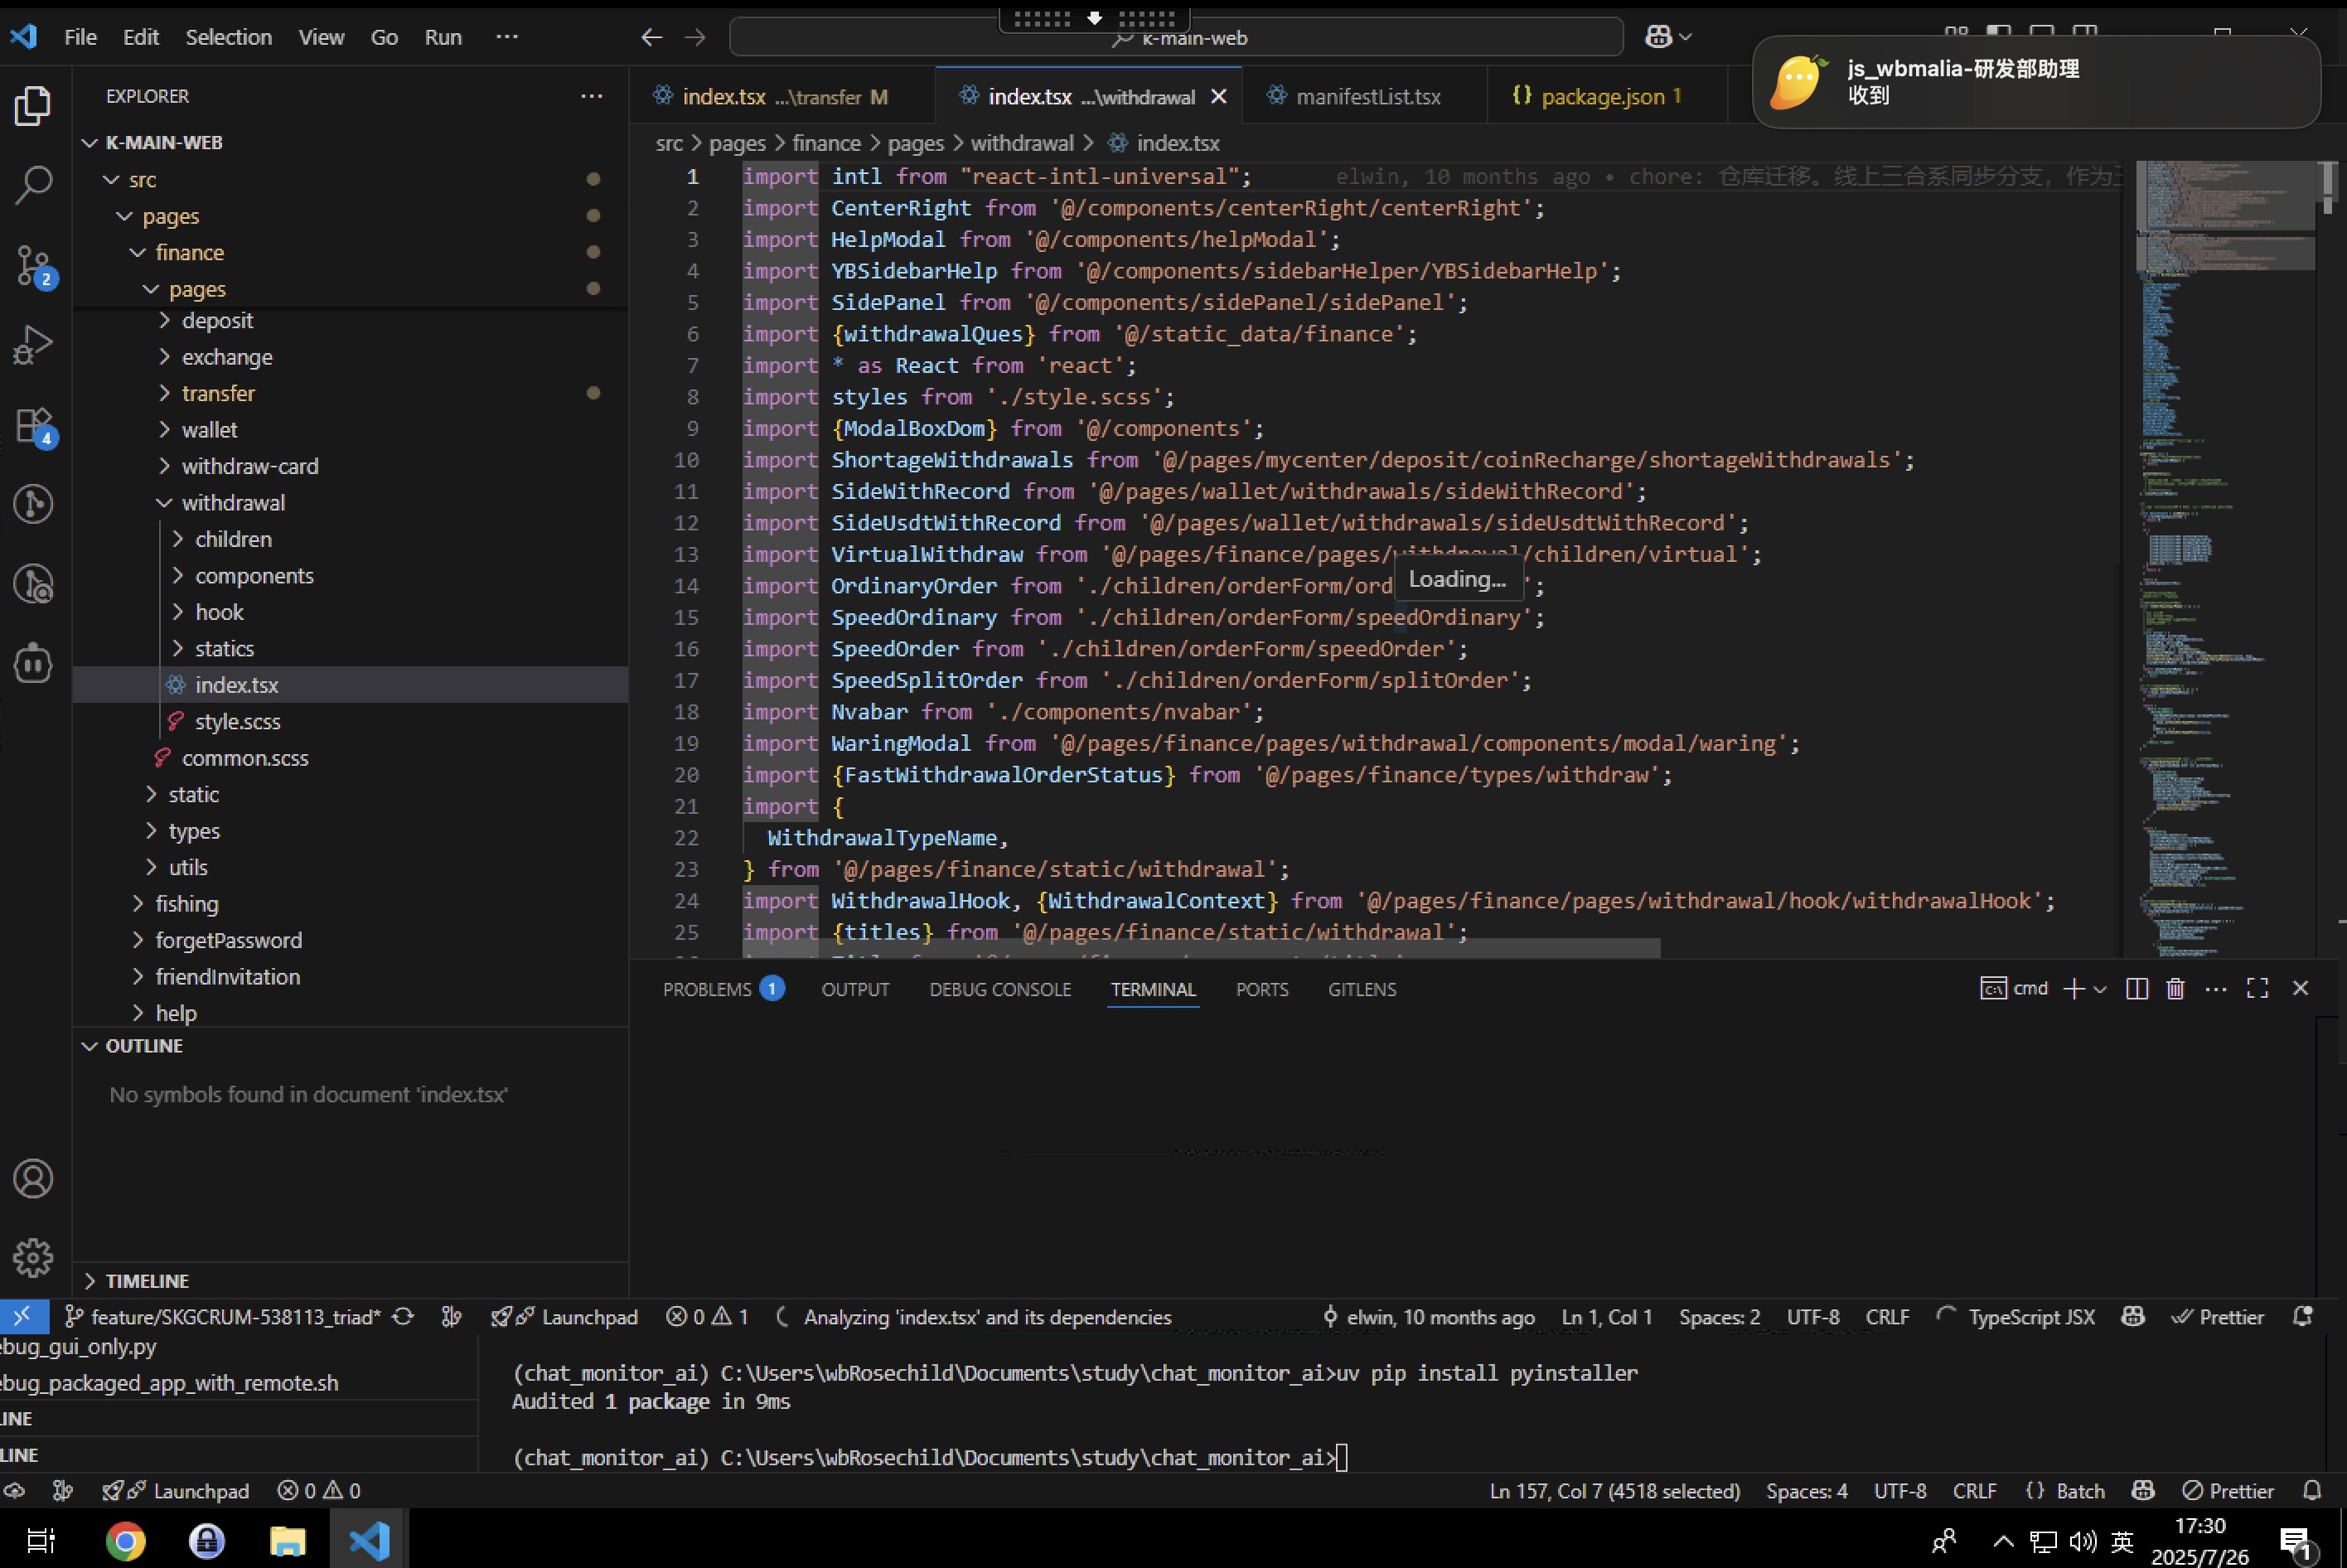 File Edit Selection View Go Run ···
k-main-web
js_wbmalia-研发部助理
收到
EXPLORER ···
K-MAIN-WEB
src
pages
finance
pages
deposit
exchange
transfer
wallet
withdraw-card
withdrawal
children
components
hook
statics
index.tsx
style.scss
common.scss
static
types
utils
fishing
forgetPassword
friendInvitation
help
OUTLINE
No symbols found in document 'index.tsx'
TIMELINE
2
4
index.tsx ...\transfer M
index.tsx ...\withdrawal
manifestList.tsx
{} package.json 1
src > pages > finance > pages > withdrawal > index.tsx
1 import intl from "react-intl-universal"; elwin, 10 months ago • chore: 仓库迁移。线上三合系同步分支，作为三
2 import CenterRight from '@/components/centerRight/centerRight';
3 import HelpModal from '@/components/helpModal';
4 import YBSidebarHelp from '@/components/sidebarHelper/YBSidebarHelp';
5 import SidePanel from '@/components/sidePanel/sidePanel';
6 import {withdrawalQues} from '@/static_data/finance';
7 import * as React from 'react';
8 import styles from './style.scss';
9 import {ModalBoxDom} from '@/components';
10 import ShortageWithdrawals from '@/pages/mycenter/deposit/coinRecharge/shortageWithdrawals';
11 import SideWithRecord from '@/pages/wallet/withdrawals/sideWithRecord';
12 import SideUsdtWithRecord from '@/pages/wallet/withdrawals/sideUsdtWithRecord';
13 import VirtualWithdraw from '@/pages/finance/pages/withdrawal/children/virtual';
14 import OrdinaryOrder from './children/orderForm/ord ';
Loading...
15 import SpeedOrdinary from './children/orderForm/speedOrdinary';
16 import SpeedOrder from './children/orderForm/speedOrder';
17 import SpeedSplitOrder from './children/orderForm/splitOrder';
18 import Nvabar from './components/nvabar';
19 import WaringModal from '@/pages/finance/pages/withdrawal/components/modal/waring';
20 import {FastWithdrawalOrderStatus} from '@/pages/finance/types/withdraw';
21 import {
22 WithdrawalTypeName,
23 } from '@/pages/finance/static/withdrawal';
24 import WithdrawalHook, {WithdrawalContext} from '@/pages/finance/pages/withdrawal/hook/withdrawalHook';
25 import {titles} from '@/pages/finance/static/withdrawal';
PROBLEMS 1 OUTPUT DEBUG CONSOLE TERMINAL PORTS GITLENS
cmd
feature/SKGCRUM-538113_triad* Launchpad 0 1 Analyzing 'index.tsx' and its dependencies elwin, 10 months ago Ln 1, Col 1 Spaces: 2 UTF-8 CRLF TypeScript JSX Prettier
ebug_gui_only.py
ebug_packaged_app_with_remote.sh
LINE
LINE
(chat_monitor_ai) C:\Users\wbRosechild\Documents\study\chat_monitor_ai>uv pip install pyinstaller
Audited 1 package in 9ms
(chat_monitor_ai) C:\Users\wbRosechild\Documents\study\chat_monitor_ai>
Launchpad 0 0 Ln 157, Col 7 (4518 selected) Spaces: 4 UTF-8 CRLF {} Batch Prettier
英
17:30
2025/7/26
1